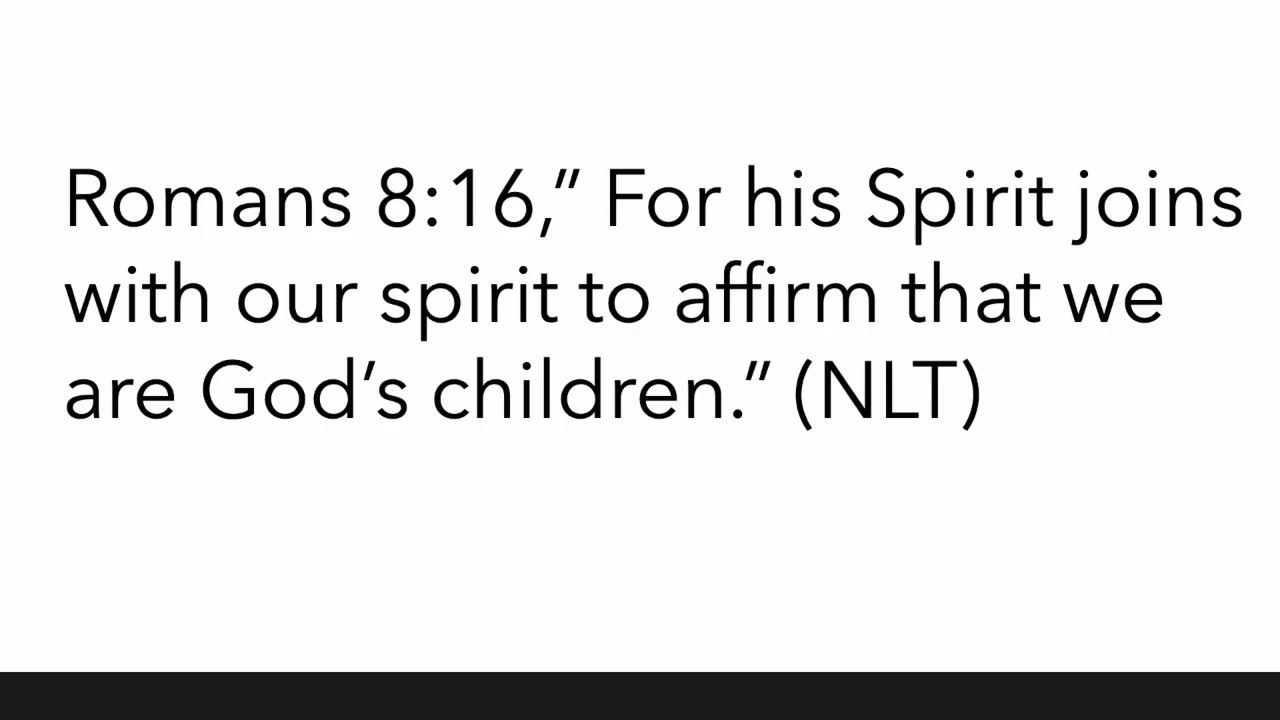 Romans 8:16,” For his Spirit joins
with our spirit to affirm that we
are God’s children.” (NLT)